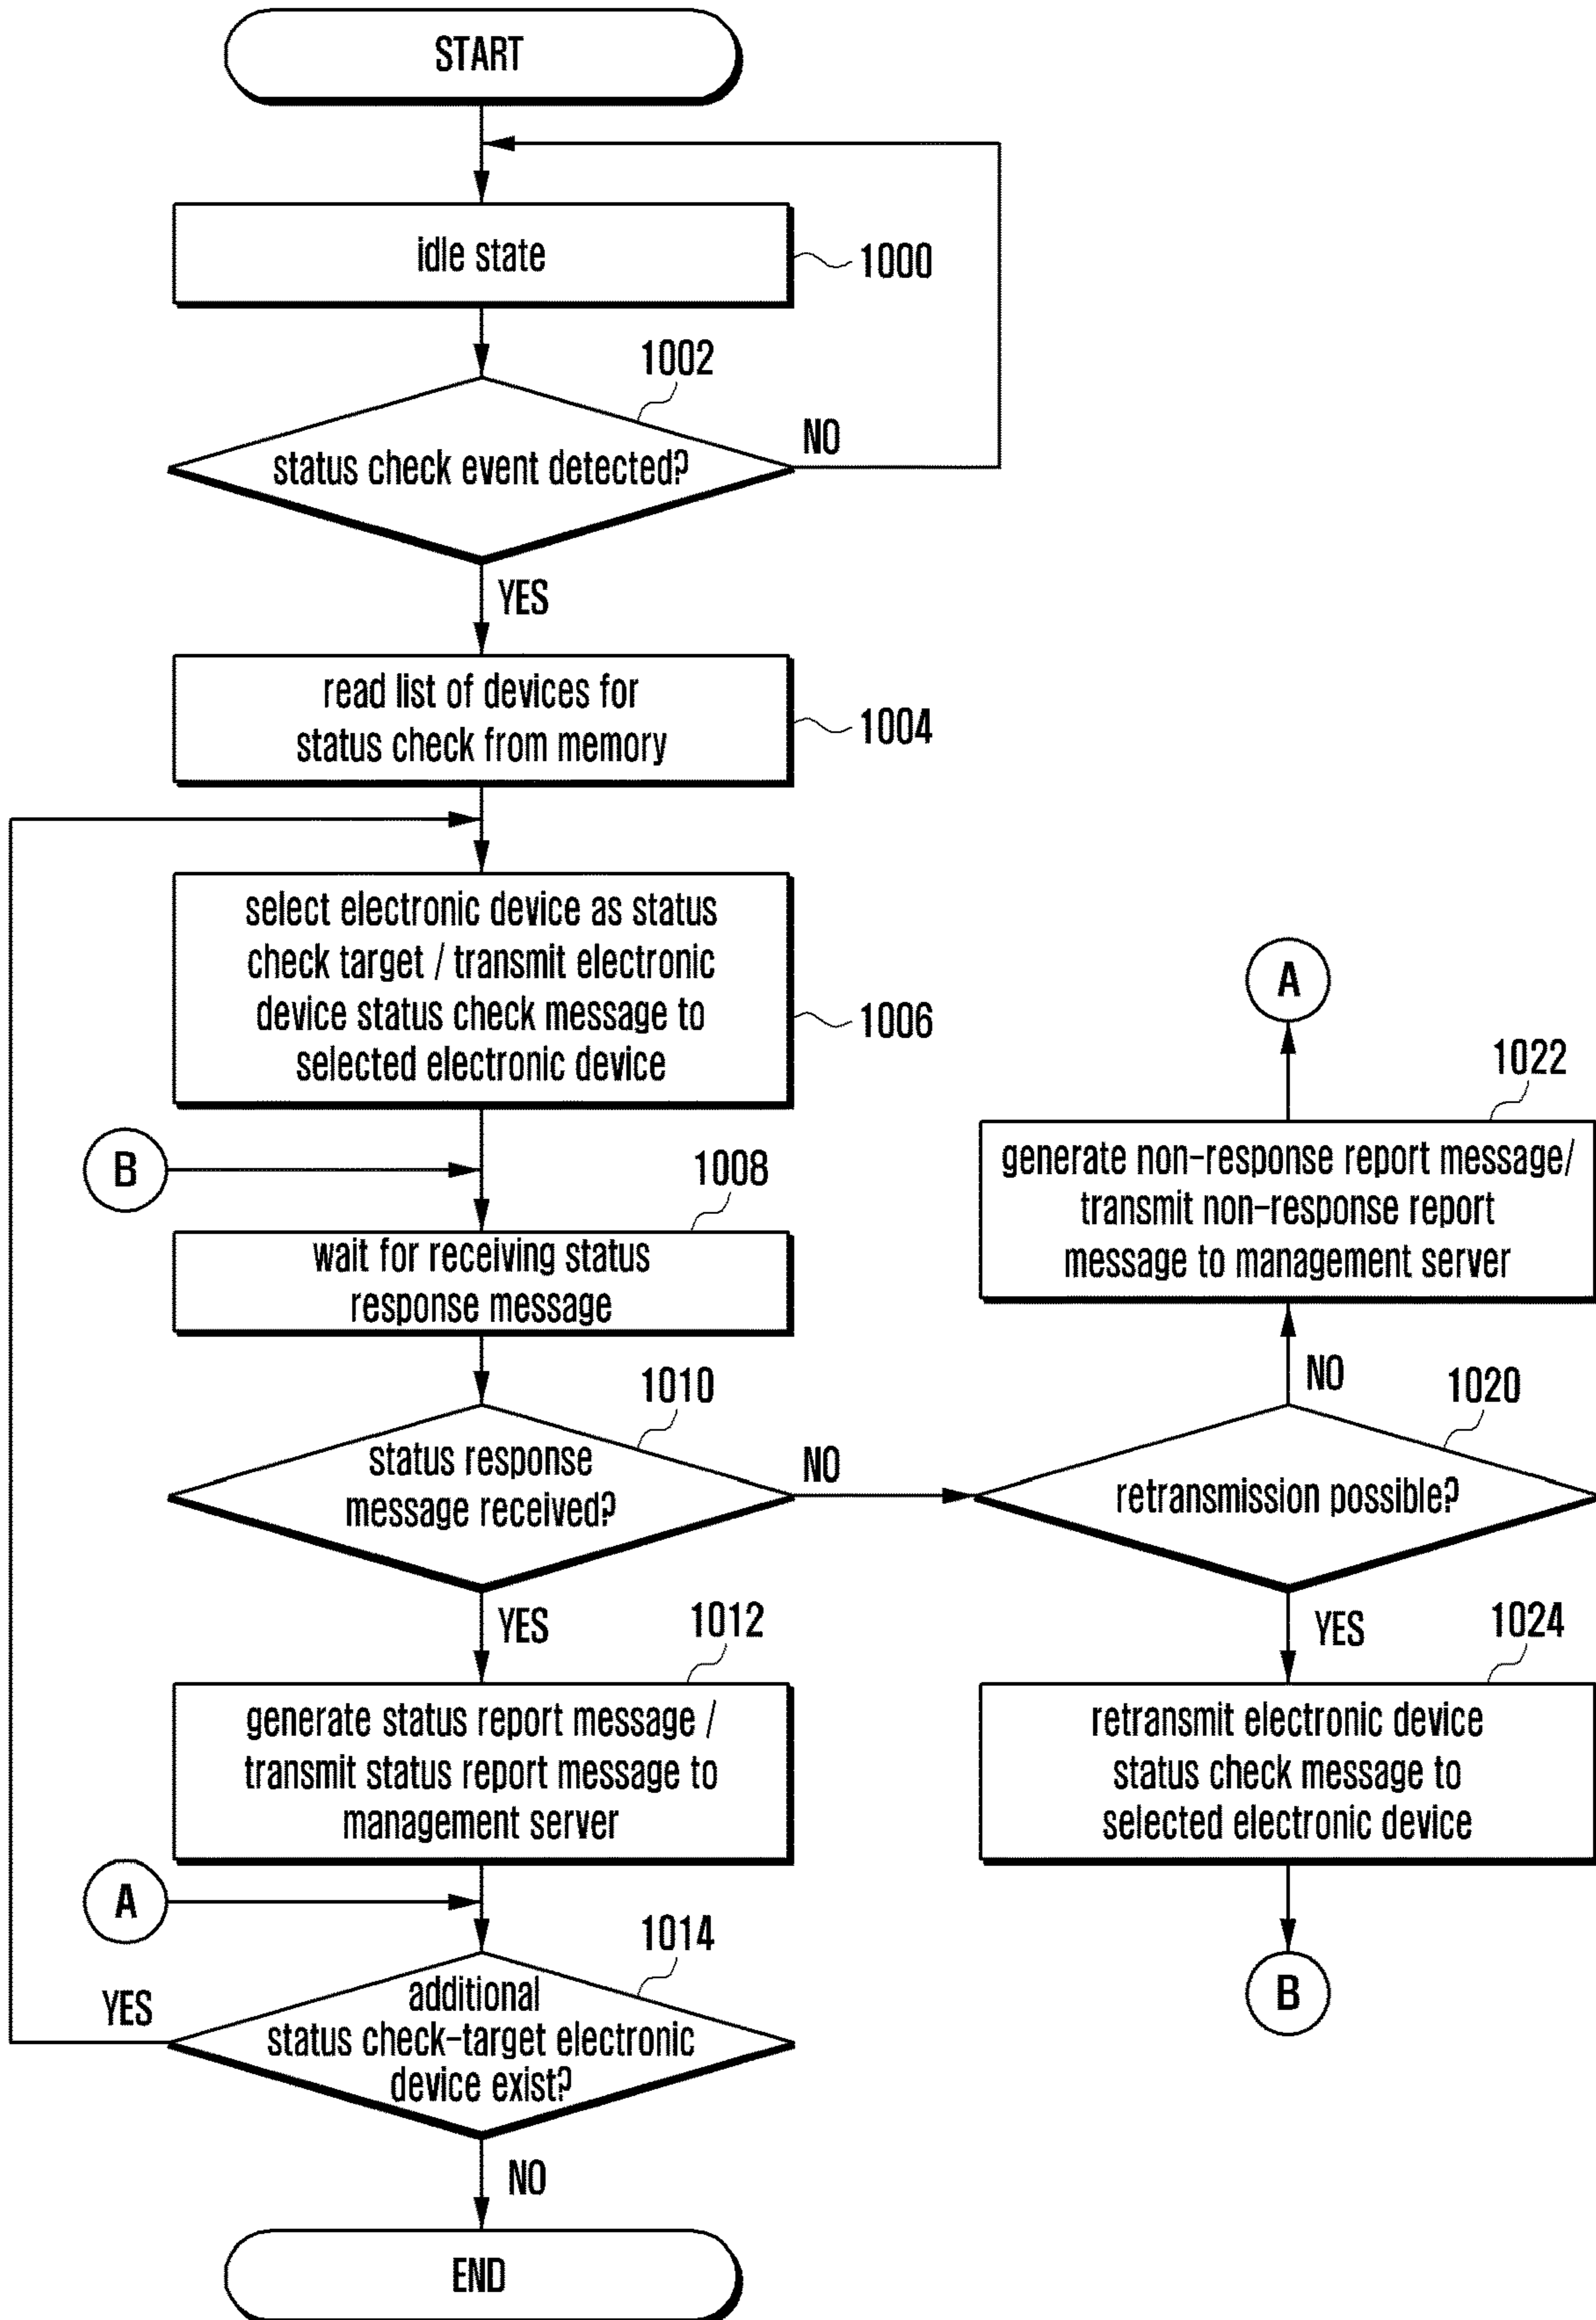 START
idle state
1000
1002
status check event detected?
NO
YES
read list of devices for
status check from memory
1004
select electronic device as status
check target / transmit electronic
device status check message to
selected electronic device
1006
B
1008
wait for receiving status
response message
1010
status response
message received?
NO
YES
1012
generate status report message /
transmit status report message to
management server
A
1014
additional
status check-target electronic
device exist?
YES
NO
END
A
1022
generate non-response report message/
transmit non-response report
message to management server
NO
1020
retransmission possible?
YES
1024
retransmit electronic device
status check message to
selected electronic device
B